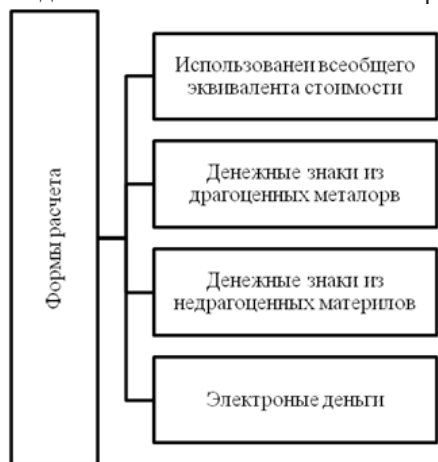 Формы расчета
Использованеи всеобщего
эквивалента стоимости
Денежные знаки из
драгоценных металорв
Денежные знаки из
недрагоценных материлов
Электроные деньги